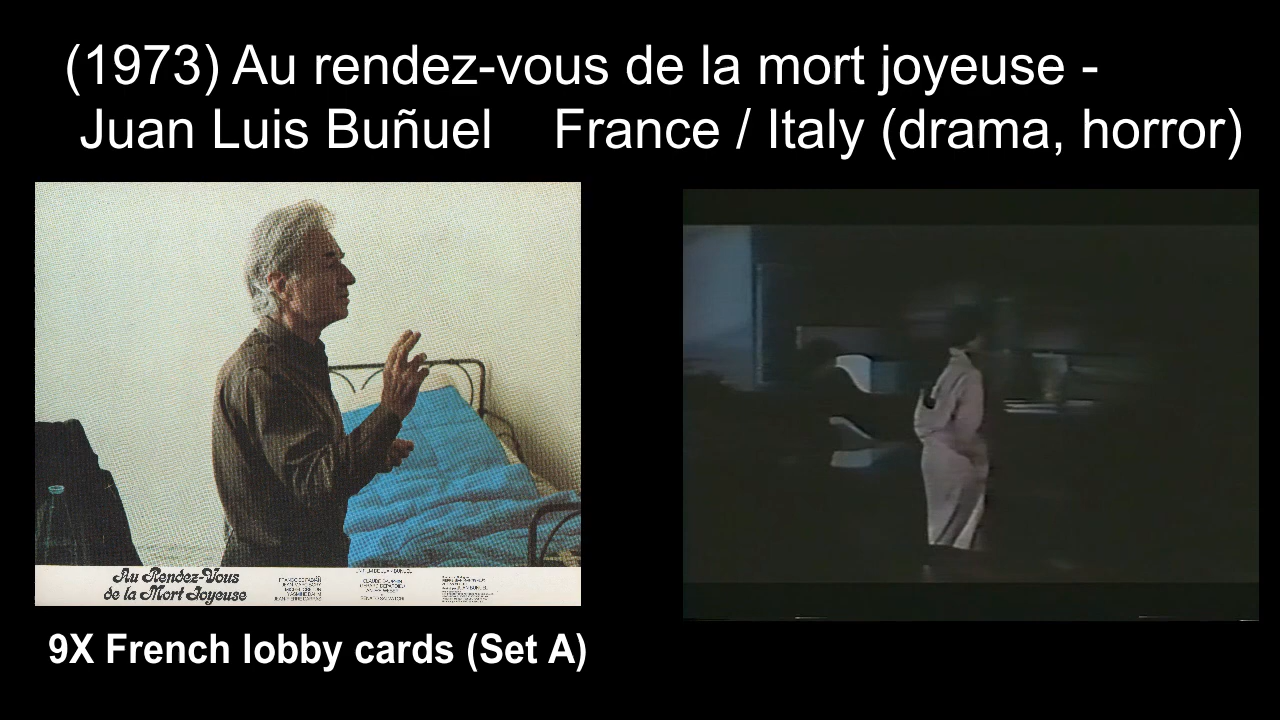 (1973) Au rendez-vous de la mort joyeuse -
Juan Luis Buñuel France / Italy (drama, horror)
Au Rendez-Vous
de la Mort Joyeuse
9X French lobby cards (Set A)